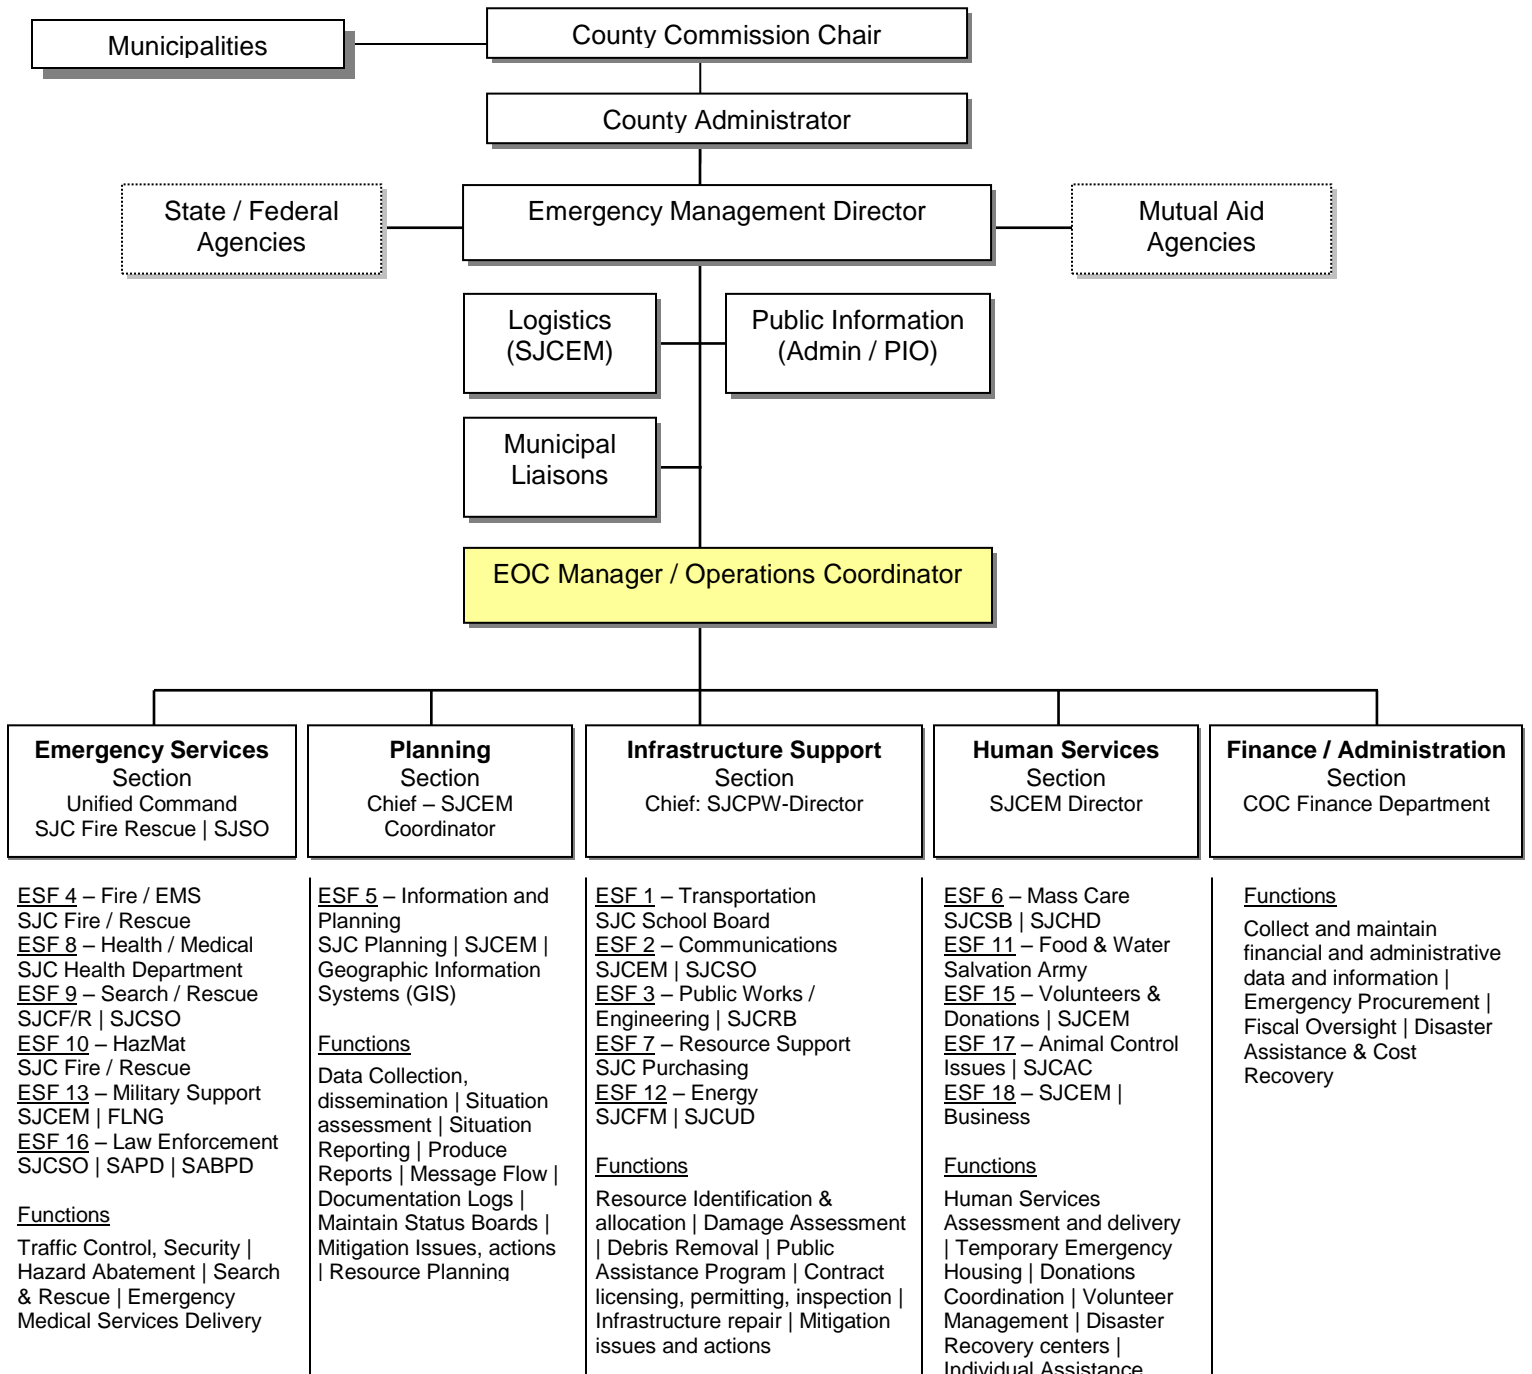 Municipalities
County Commission Chair
County Administrator
State / Federal
Agencies
Emergency Management Director
Mutual Aid
Agencies
Logistics
(SJCEM)
Public Information
(Admin / PIO)
Municipal
Liaisons
EOC Manager / Operations Coordinator
Emergency Services
Section
Unified Command
SJC Fire Rescue | SJSO
Planning
Section
Chief – SJCEM
Coordinator
Infrastructure Support
Section
Chief: SJCPW-Director
Human Services
Section
SJCEM Director
Finance / Administration
Section
COC Finance Department
ESF 4 – Fire / EMS
SJC Fire / Rescue
ESF 8 – Health / Medical
SJC Health Department
ESF 9 – Search / Rescue
SJCF/R | SJCSO
ESF 10 – HazMat
SJC Fire / Rescue
ESF 13 – Military Support
SJCEM | FLNG
ESF 16 – Law Enforcement
SJCSO | SAPD | SABPD
Functions
Traffic Control, Security |
Hazard Abatement | Search
& Rescue | Emergency
Medical Services Delivery
ESF 5 – Information and
Planning
SJC Planning | SJCEM |
Geographic Information
Systems (GIS)
Functions
Data Collection,
dissemination | Situation
assessment | Situation
Reporting | Produce
Reports | Message Flow |
Documentation Logs |
Maintain Status Boards |
Mitigation Issues, actions
| Resource Planning
ESF 1 – Transportation
SJC School Board
ESF 2 – Communications
SJCEM | SJCSO
ESF 3 – Public Works /
Engineering | SJCRB
ESF 7 – Resource Support
SJC Purchasing
ESF 12 – Energy
SJCFM | SJCUD
Functions
Resource Identification &
allocation | Damage Assessment
| Debris Removal | Public
Assistance Program | Contract
licensing, permitting, inspection |
Infrastructure repair | Mitigation
issues and actions
ESF 6 – Mass Care
SJCSB | SJCHD
ESF 11 – Food & Water
Salvation Army
ESF 15 – Volunteers &
Donations | SJCEM
ESF 17 – Animal Control
Issues | SJCAC
ESF 18 – SJCEM |
Business
Functions
Human Services
Assessment and delivery
| Temporary Emergency
Housing | Donations
Coordination | Volunteer
Management | Disaster
Recovery centers |
Individual Assistance
Functions
Collect and maintain
financial and administrative
data and information |
Emergency Procurement |
Fiscal Oversight | Disaster
Assistance & Cost
Recovery